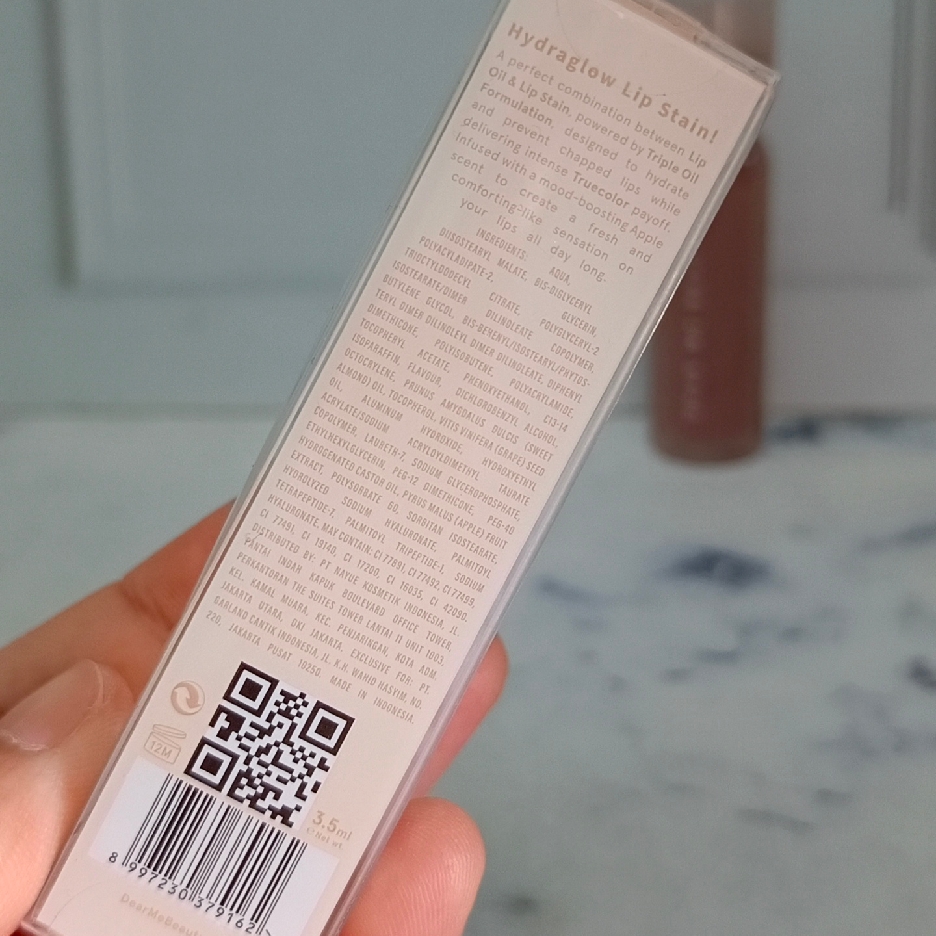 Hydraglow Lip Stain!
A perfect combination between Lip
Oil & Lip Stain, powered by Triple Oil
Formulation, designed to hydrate
and prevent chapped lips while
delivering intense Truecolor payoff.
Infused with a mood-boosting Apple
scent to create a fresh and
comforting-like sensation on
your lips all day long.
INGREDIENTS: AQUA,
DIISOSTEARYL MALATE, BIS-DIGLYCERYL
POLYACYLADIPATE-2, GLYCERIN,
TRIOCTYLDODECYL CITRATE, POLYGLYCERYL-2
ISOSTEARATE/DIMER DILINOLEATE COPOLYMER,
BUTYLENE GLYCOL, BIS-BEHENYL/ISOSTEARYL/PHYTOS-
TERYL DIMER DILINOLEYL DIMER DILINOLEATE, DIPHENYL
DIMETHICONE, POLYISOBUTENE, POLYACRYLAMIDE,
TOCOPHERYL ACETATE, PHENOXYETHANOL, C13-14
ISOPARAFFIN, FLAVOUR, DICHLOROBENZYL ALCOHOL,
OCTOCRYLENE, PRUNUS AMYGDALUS DULCIS (SWEET
ALMOND) OIL, TOCOPHEROL, VITIS VINIFERA (GRAPE) SEED
OIL, ALUMINUM HYDROXIDE, HYDROXYETHYL
ACRYLATE/SODIUM ACRYLOYLDIMETHYL TAURATE
COPOLYMER, LAURETH-7, SODIUM GLYCEROPHOSPHATE,
ETHYLHEXYLGLYCERIN, PEG-12 DIMETHICONE, PEG-40
HYDROGENATED CASTOR OIL, PYRUS MALUS (APPLE) FRUIT
EXTRACT, POLYSORBATE 60, SORBITAN ISOSTEARATE,
HYDROLYZED SODIUM HYALURONATE, PALMITOYL
TETRAPEPTIDE-7, PALMITOYL TRIPEPTIDE-1, SODIUM
HYALURONATE, MAY CONTAIN: CI 77891, CI 77492, CI 77499,
CI 77491, CI 19140, CI 17200, CI 16035, CI 42090.
DISTRIBUTED BY: PT NAYUE KOSMETIK INDONESIA, JL.
PANTAI INDAH KAPUK BOULEVARD OFFICE TOWER,
PERKANTORAN THE SUITES TOWER LANTAI 11 UNIT 1003,
KEL. KAMAL MUARA, KEC. PENJARINGAN, KOTA ADM.
JAKARTA UTARA, DKI JAKARTA. EXCLUSIVE FOR: PT.
GARLAND CANTIK INDONESIA, JL. K.H. WAHID HASYIM, NO.
220, JAKARTA PUSAT 10250. MADE IN INDONESIA.
12M
3.5ml
e Net wt.
8 997230 379162 >
DearMeBeauty